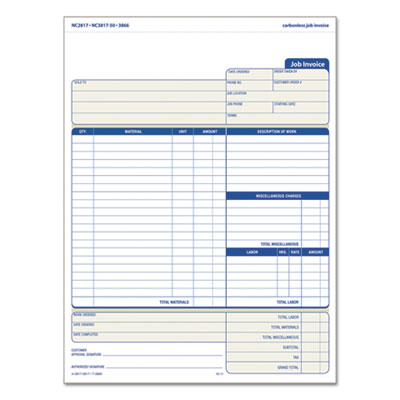 NC2817 • NC3817-50 • 3866
carbonless job invoice
Job Invoice
DATE ORDERED
ORDER TAKEN BY
SOLD TO
PHONE NO.
CUSTOMER ORDER #
JOB LOCATION
JOB PHONE
STARTING DATE
TERMS
QTY.
MATERIAL
UNIT
AMOUNT
DESCRIPTION OF WORK
MISCELLANEOUS CHARGES
TOTAL MISCELLANEOUS
LABOR
HRS.
RATE
AMOUNT
TOTAL MATERIALS
TOTAL LABOR
WORK ORDERED
TOTAL LABOR
DATE ORDERED
TOTAL MATERIALS
DATE COMPLETED
TOTAL MISCELLANEOUS
CUSTOMER
APPROVAL SIGNATURE
SUBTOTAL
TAX
AUTHORIZED SIGNATURE
GRAND TOTAL